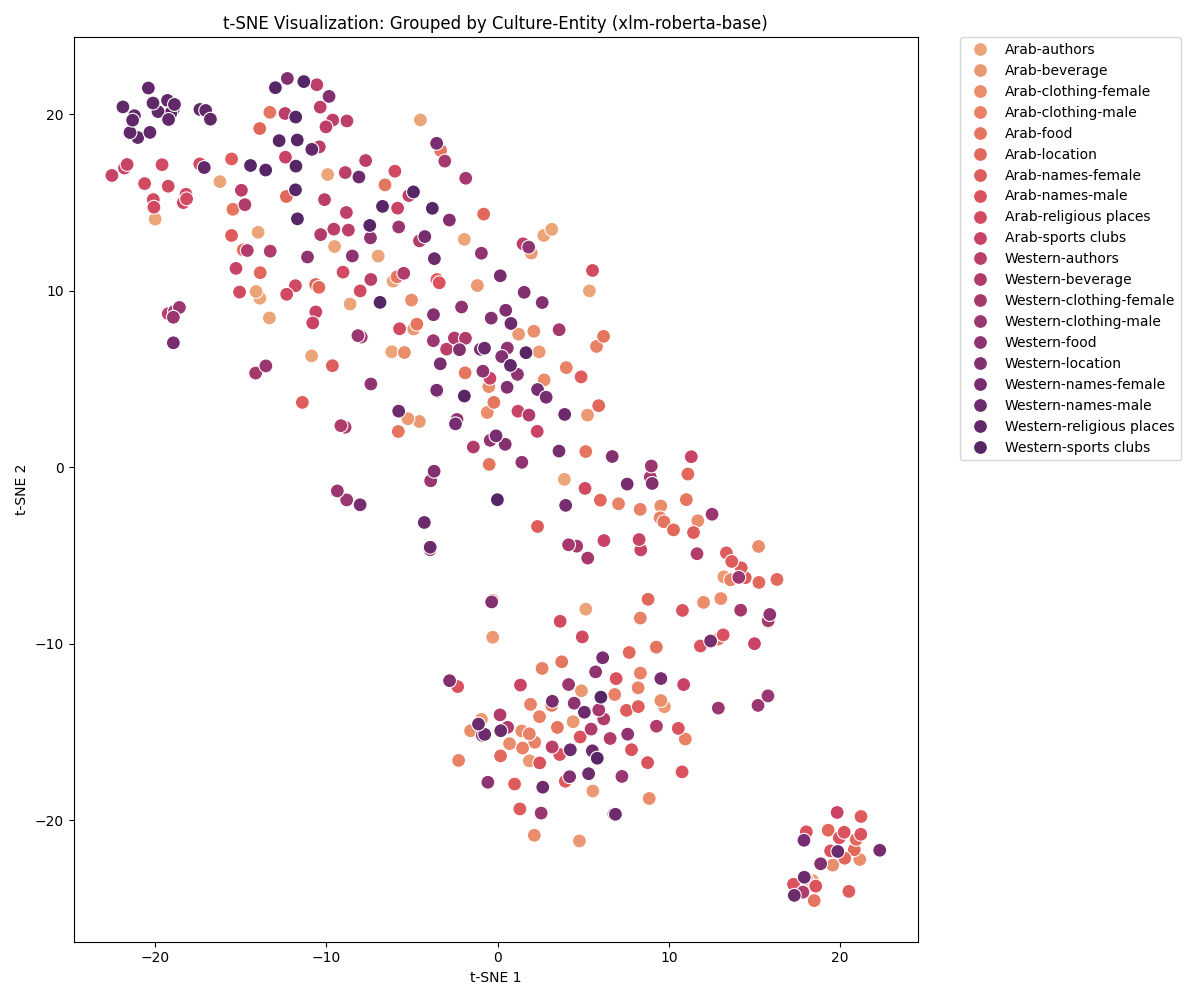 t-SNE Visualization: Grouped by Culture-Entity (xlm-roberta-base)
Arab-authors
Arab-beverage
Arab-clothing-female
Arab-clothing-male
Arab-food
Arab-location
Arab-names-female
Arab-names-male
Arab-religious places
Arab-sports clubs
Western-authors
Western-beverage
Western-clothing-female
Western-clothing-male
Western-food
Western-location
Western-names-female
Western-names-male
Western-religious places
Western-sports clubs
t-SNE 2
20
10
0
−10
−20
−20 −10 0 10 20
t-SNE 1